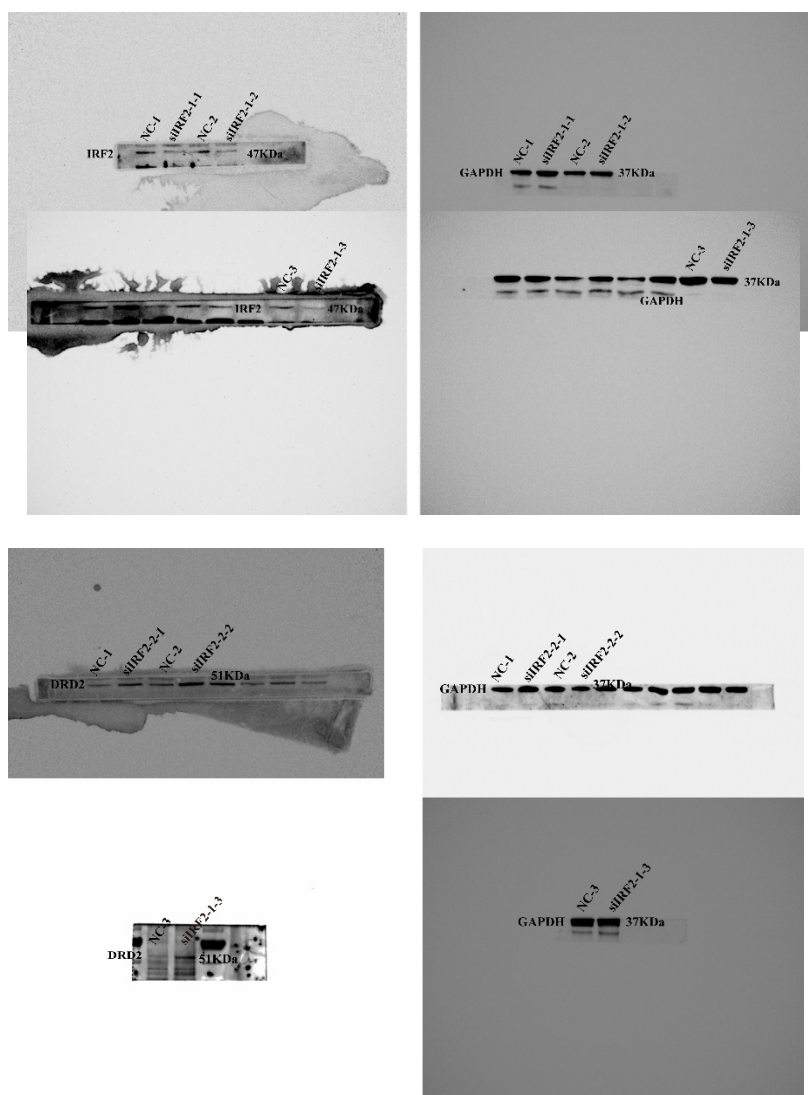 NC-1
siIRF2-1-1
NC-2
siIRF2-1-2
IRF2
47KDa
NC-1
siIRF2-1-1
NC-2
siIRF2-1-2
GAPDH
37KDa
NC-3
siIRF2-1-3
IRF2
47KDa
NC-3
siIRF2-1-3
37KDa
GAPDH
NC-1
siIRF2-2-1
NC-2
siIRF2-2-2
51KDa
DRD2
NC-1
siIRF2-2-1
NC-2
siIRF2-2-2
GAPDH
37KDa
NC-3
siIRF2-1-3
DRD2
51KDa
NC-3
siIRF2-1-3
GAPDH
37KDa